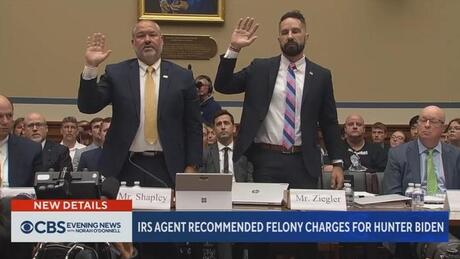 Mr. Shapley
Mr. Ziegler
NEW DETAILS
CBS EVENING NEWS
WITH NORAH O'DONNELL
IRS AGENT RECOMMENDED FELONY CHARGES FOR HUNTER BIDEN